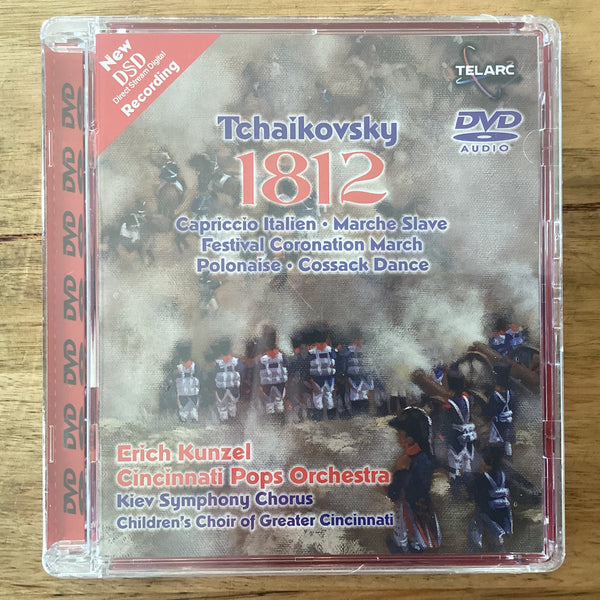 New
DSD
Direct Stream Digital
Recording
TELARC
DVD
AUDIO
Tchaikovsky
1812
Capriccio Italien • Marche Slave
Festival Coronation March
Polonaise • Cossack Dance
Erich Kunzel
Cincinnati Pops Orchestra
Kiev Symphony Chorus
Children's Choir of Greater Cincinnati
DVD DVD DVD DVD DVD DVD DVD